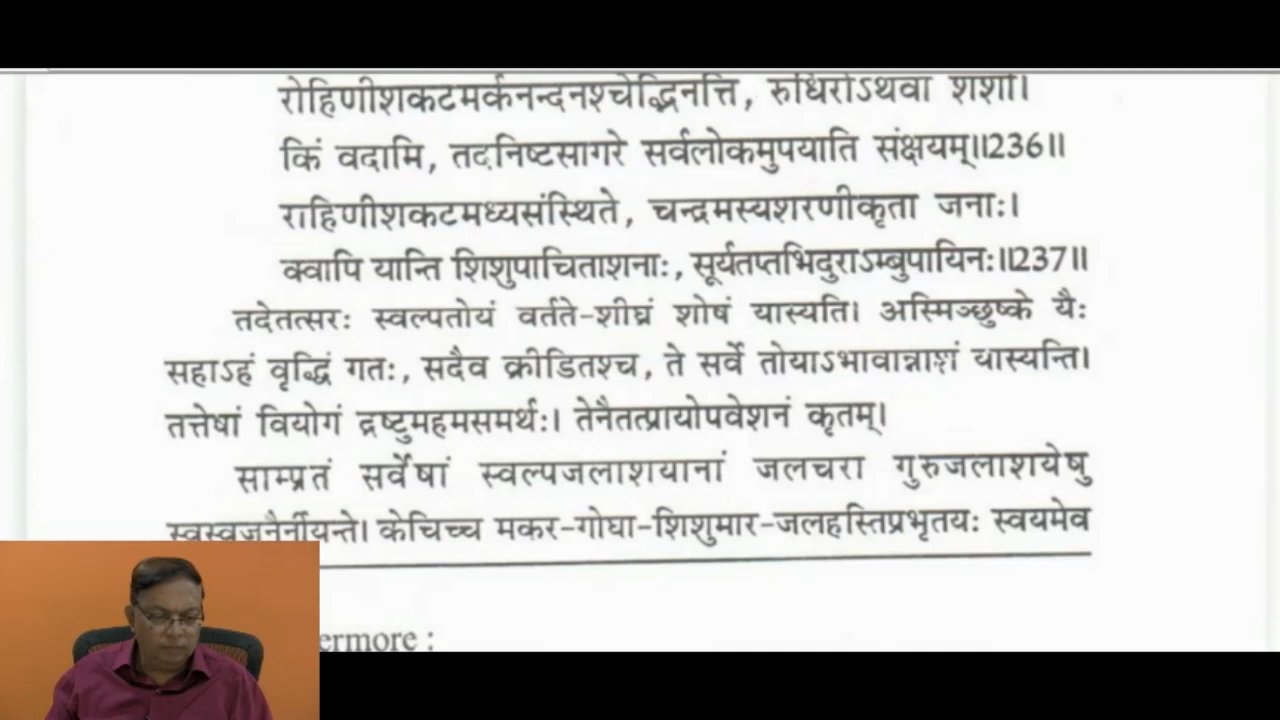 रोहिणीशकटमर्कनन्दनश्चेद्भिनत्ति, रुधिरोऽथवा शशी।
किं वदामि, तदनिष्टसागरे सर्वलोकमुपयाति संक्षयम्॥236॥
राहिणीशकटमध्यसंस्थिते, चन्द्रमस्यशरणीकृता जनाः।
क्वापि यान्ति शिशुपाचिताशनाः, सूर्यतप्तभिदुराऽम्बुपायिनः॥237॥
तदेतत्सरः स्वल्पतोयं वर्तते-शीघ्रं शोषं यास्यति। अस्मिञ्छुष्के यैः
सहाऽहं वृद्धिं गतः, सदैव क्रीडितश्च, ते सर्वे तोयाऽभावान्नाशं यास्यन्ति।
तत्तेषां वियोगं द्रष्टुमहमसमर्थः। तेनैतत्प्रायोपवेशनं कृतम्।
साम्प्रतं सर्वेषां स्वल्पजलाशयानां जलचरा गुरुजलाशयेषु
स्वस्वजनैर्नीयन्ते। केचिच्च मकर-गोघा-शिशुमार-जलहस्तिप्रभृतयः स्वयमेव
ermore :